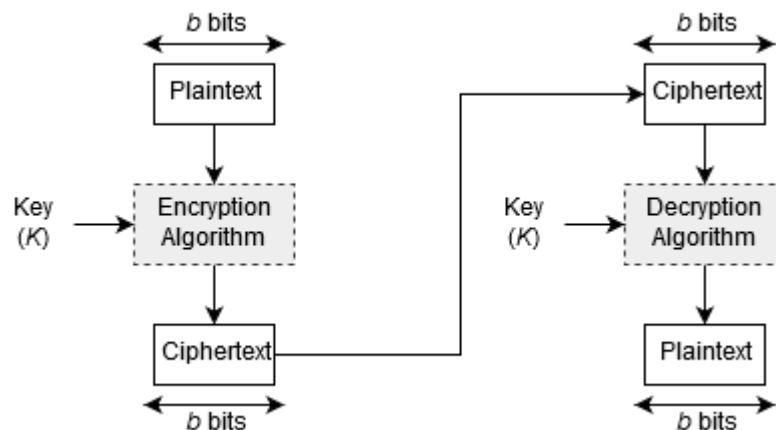 b bits
Plaintext
Key
(K)
Encryption
Algorithm
Ciphertext
b bits
b bits
Ciphertext
Key
(K)
Decryption
Algorithm
Plaintext
b bits